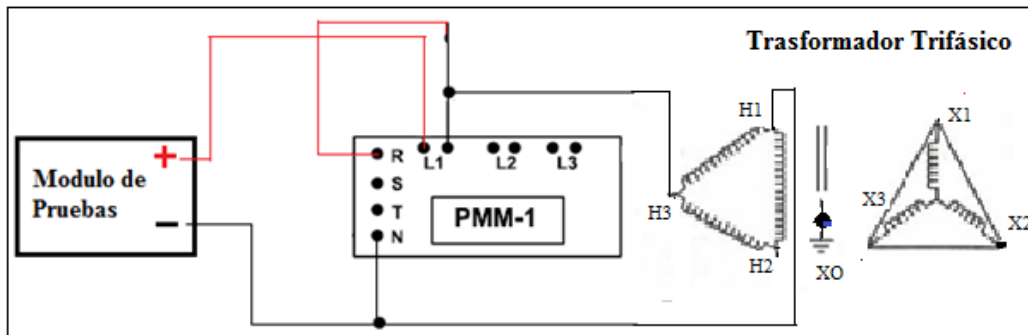 Trasformador Trifásico
+
Modulo de
Pruebas
−
R
S
T
N
L1
L2
L3
PMM-1
H1
H2
H3
X1
X2
X3
XO